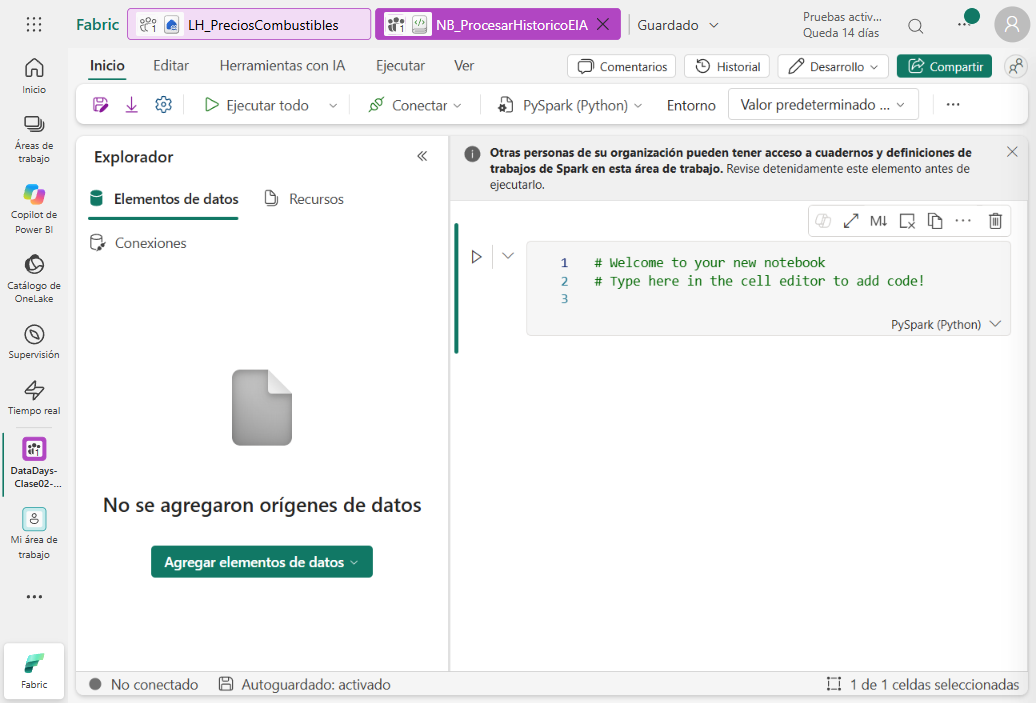 Fabric
LH_PreciosCombustibles
NB_ProcesarHistoricoEIA
Guardado
Pruebas activ...
Queda 14 días
Inicio
Editar
Herramientas con IA
Ejecutar
Ver
Comentarios
Historial
Desarrollo
Compartir
Ejecutar todo
Conectar
PySpark (Python)
Entorno
Valor predeterminado ...
Inicio
Áreas de
trabajo
Copilot de
Power BI
Catálogo de
OneLake
Supervisión
Tiempo real
DataDays-
Clase02-...
Mi área de
trabajo
Fabric
Explorador
Elementos de datos
Recursos
Conexiones
No se agregaron orígenes de datos
Agregar elementos de datos
Otras personas de su organización pueden tener acceso a cuadernos y definiciones de
trabajos de Spark en esta área de trabajo. Revise detenidamente este elemento antes de
ejecutarlo.
M↓
1 # Welcome to your new notebook
2 # Type here in the cell editor to add code!
3
PySpark (Python)
No conectado
Autoguardado: activado
1 de 1 celdas seleccionadas